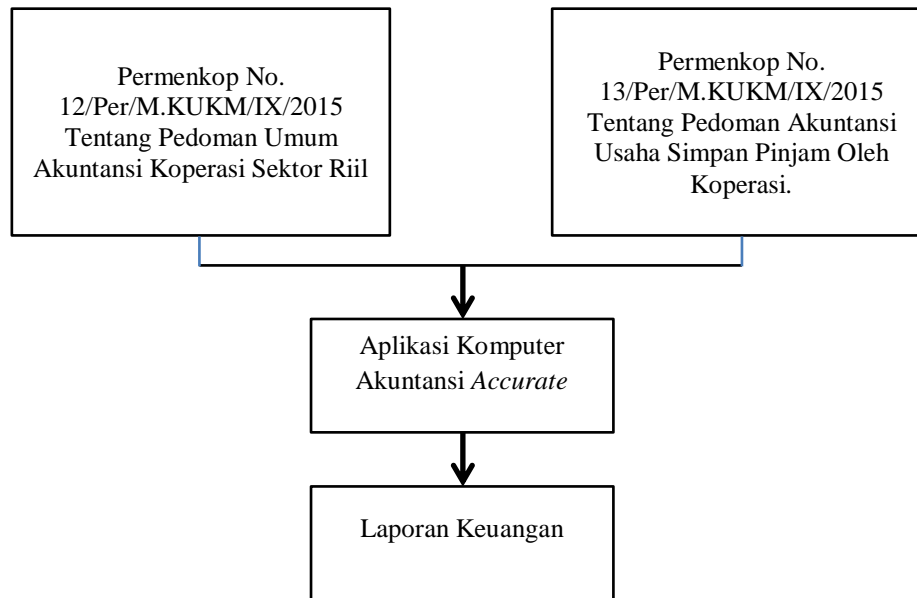 Permenkop No.
12/Per/M.KUKM/IX/2015
Tentang Pedoman Umum
Akuntansi Koperasi Sektor Riil
Permenkop No.
13/Per/M.KUKM/IX/2015
Tentang Pedoman Akuntansi
Usaha Simpan Pinjam Oleh
Koperasi.
Aplikasi Komputer
Akuntansi Accurate
Laporan Keuangan